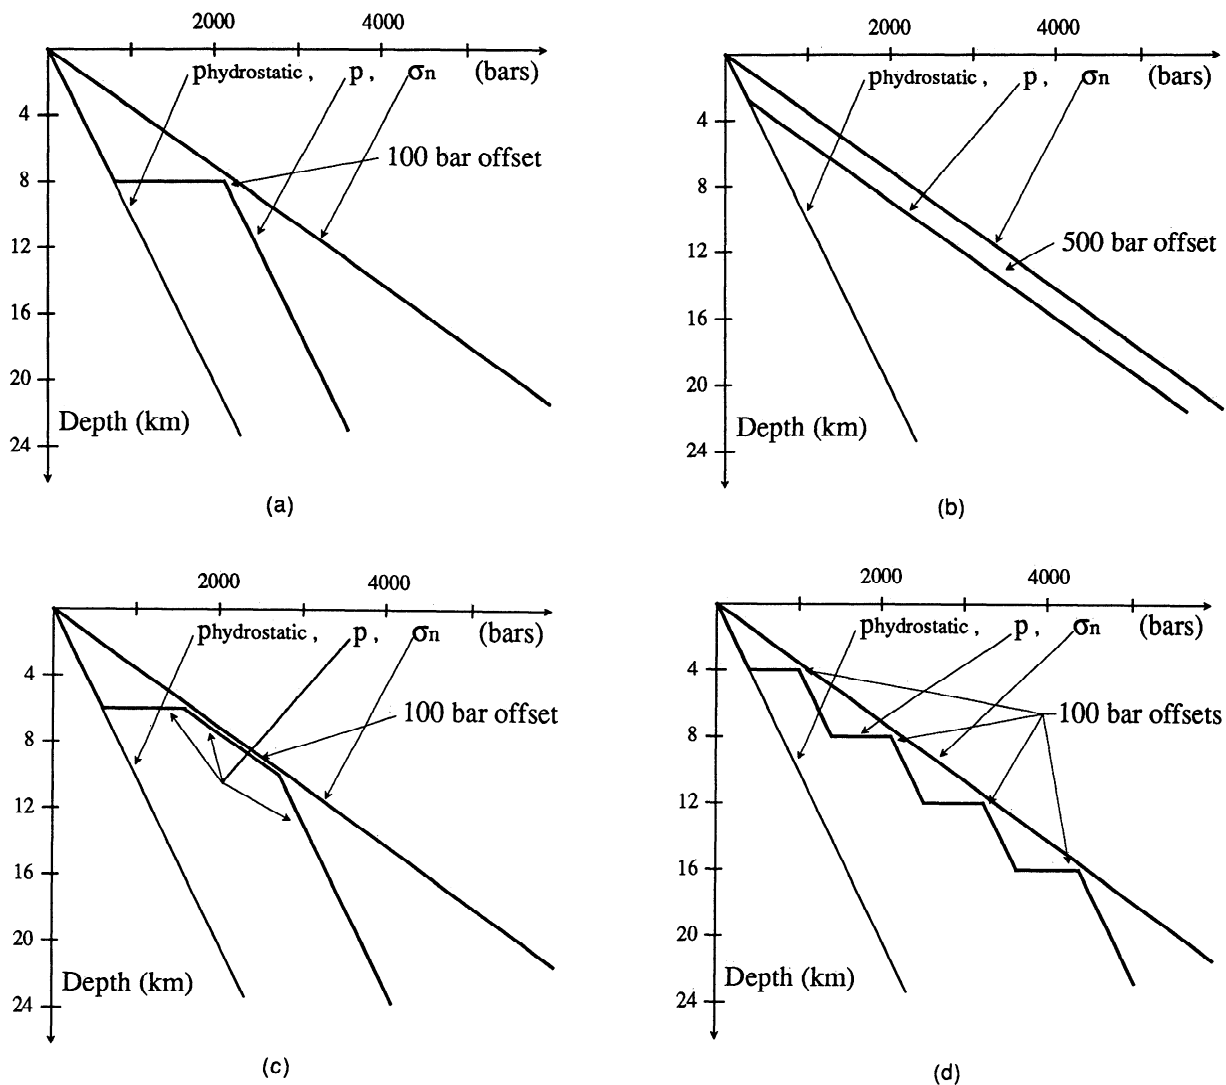 2000 4000
phydrostatic , p , σn (bars)
100 bar offset
4
8
12
16
20
24
Depth (km)
(a)
2000 4000
phydrostatic , p , σn (bars)
500 bar offset
4
8
12
16
20
24
Depth (km)
(b)
2000 4000
phydrostatic , p , σn (bars)
100 bar offset
4
8
12
16
20
24
Depth (km)
(c)
2000 4000
phydrostatic , p , σn (bars)
100 bar offsets
4
8
12
16
20
24
Depth (km)
(d)